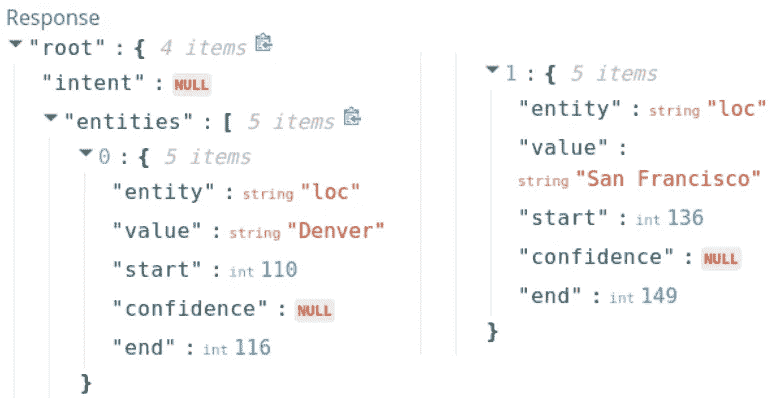 Response
"root" : { 4 items
"intent" : NULL
"entities" : [ 5 items
0 : { 5 items
"entity" : string "loc"
"value" : string "Denver"
"start" : int 110
"confidence" : NULL
"end" : int 116
}
1 : { 5 items
"entity" : string "loc"
"value" :
string "San Francisco"
"start" : int 136
"confidence" : NULL
"end" : int 149
}